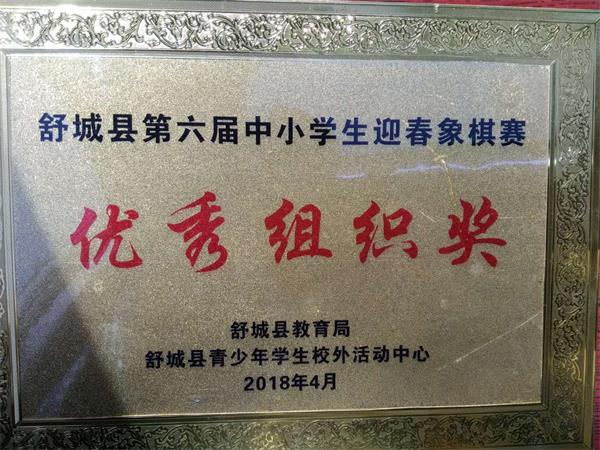 舒城县第六届中小学生迎春象棋赛
优秀组织奖
舒城县教育局
舒城县青少年学生校外活动中心
2018年4月